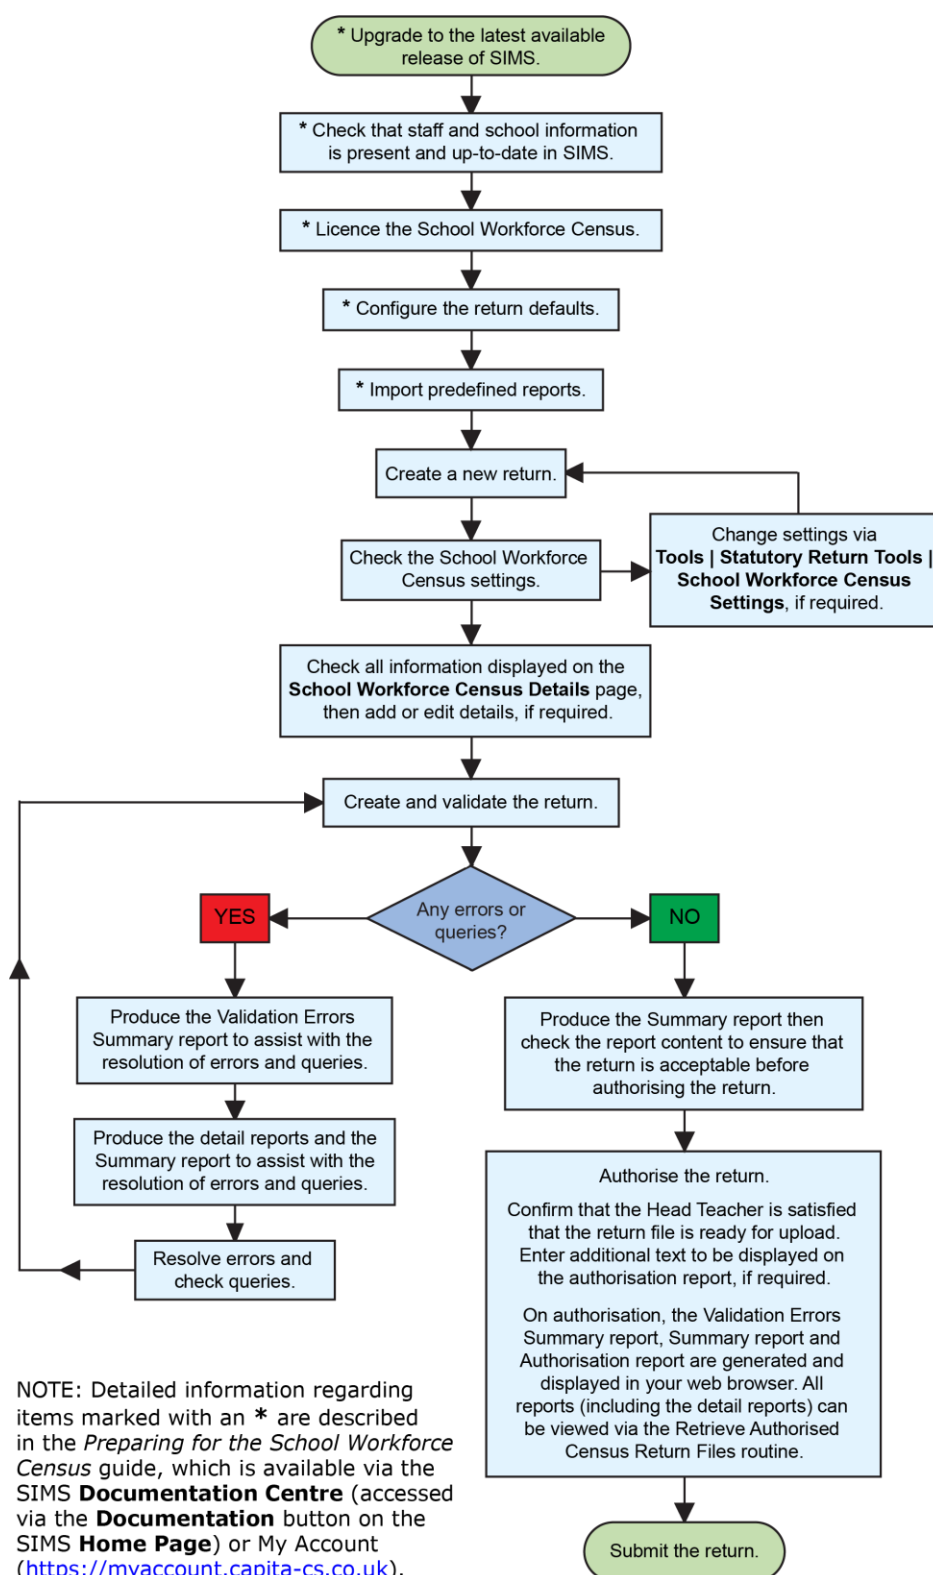 * Upgrade to the latest available
release of SIMS.
* Check that staff and school information
is present and up-to-date in SIMS.
* Licence the School Workforce Census.
* Configure the return defaults.
* Import predefined reports.
Create a new return.
Check the School Workforce
Census settings.
Change settings via
Tools | Statutory Return Tools |
School Workforce Census
Settings, if required.
Check all information displayed on the
School Workforce Census Details page,
then add or edit details, if required.
Create and validate the return.
Any errors or
queries?
YES
NO
Produce the Validation Errors
Summary report to assist with the
resolution of errors and queries.
Produce the detail reports and the
Summary report to assist with the
resolution of errors and queries.
Resolve errors and
check queries.
Produce the Summary report then
check the report content to ensure that
the return is acceptable before
authorising the return.
Authorise the return.
Confirm that the Head Teacher is satisfied
that the return file is ready for upload.
Enter additional text to be displayed on
the authorisation report, if required.
On authorisation, the Validation Errors
Summary report, Summary report and
Authorisation report are generated and
displayed in your web browser. All
reports (including the detail reports) can
be viewed via the Retrieve Authorised
Census Return Files routine.
Submit the return.
NOTE: Detailed information regarding
items marked with an * are described
in the Preparing for the School Workforce
Census guide, which is available via the
SIMS Documentation Centre (accessed
via the Documentation button on the
SIMS Home Page) or My Account
(https://myaccount.capita-cs.co.uk).